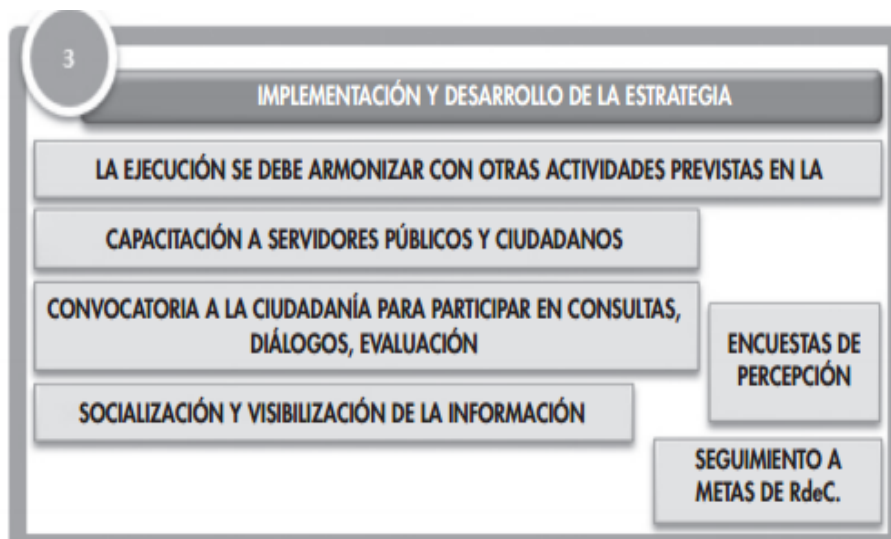 3
IMPLEMENTACIÓN Y DESARROLLO DE LA ESTRATEGIA
LA EJECUCIÓN SE DEBE ARMONIZAR CON OTRAS ACTIVIDADES PREVISTAS EN LA
CAPACITACIÓN A SERVIDORES PÚBLICOS Y CIUDADANOS
CONVOCATORIA A LA CIUDADANÍA PARA PARTICIPAR EN CONSULTAS,
DIÁLOGOS, EVALUACIÓN
ENCUESTAS DE
PERCEPCIÓN
SOCIALIZACIÓN Y VISIBILIZACIÓN DE LA INFORMACIÓN
SEGUIMIENTO A
METAS DE RdeC.